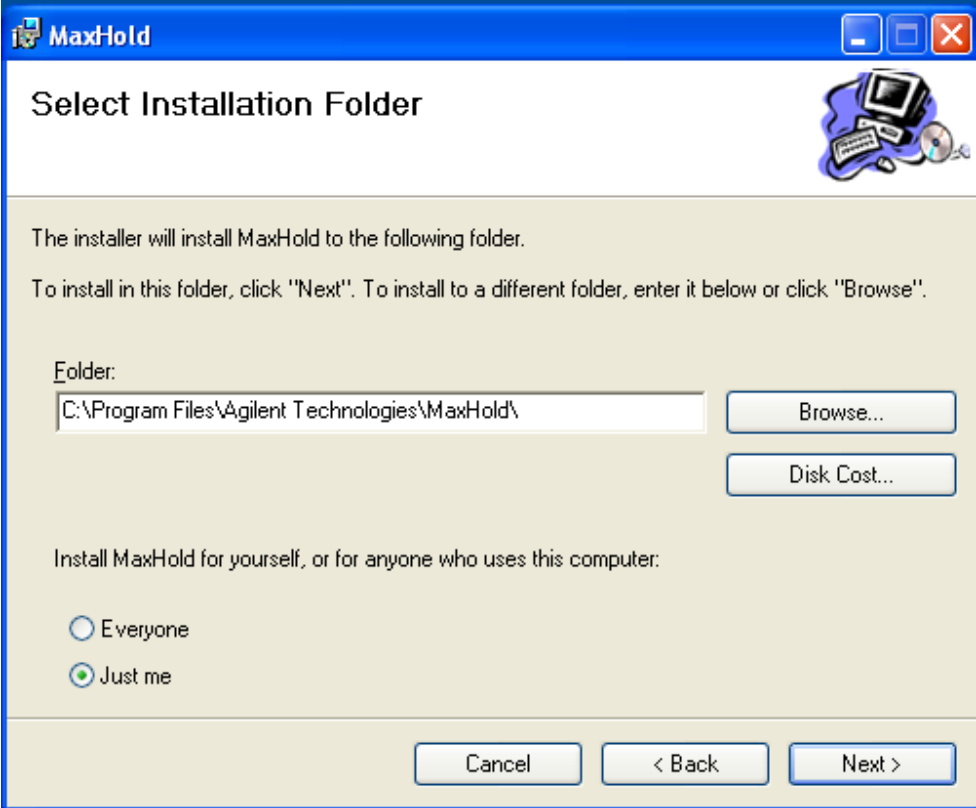 MaxHold
Select Installation Folder
The installer will install MaxHold to the following folder.
To install in this folder, click "Next". To install to a different folder, enter it below or click "Browse".
Folder:
C:\Program Files\Agilent Technologies\MaxHold\
Browse...
Disk Cost...
Install MaxHold for yourself, or for anyone who uses this computer:
Everyone
Just me
Cancel
< Back
Next >